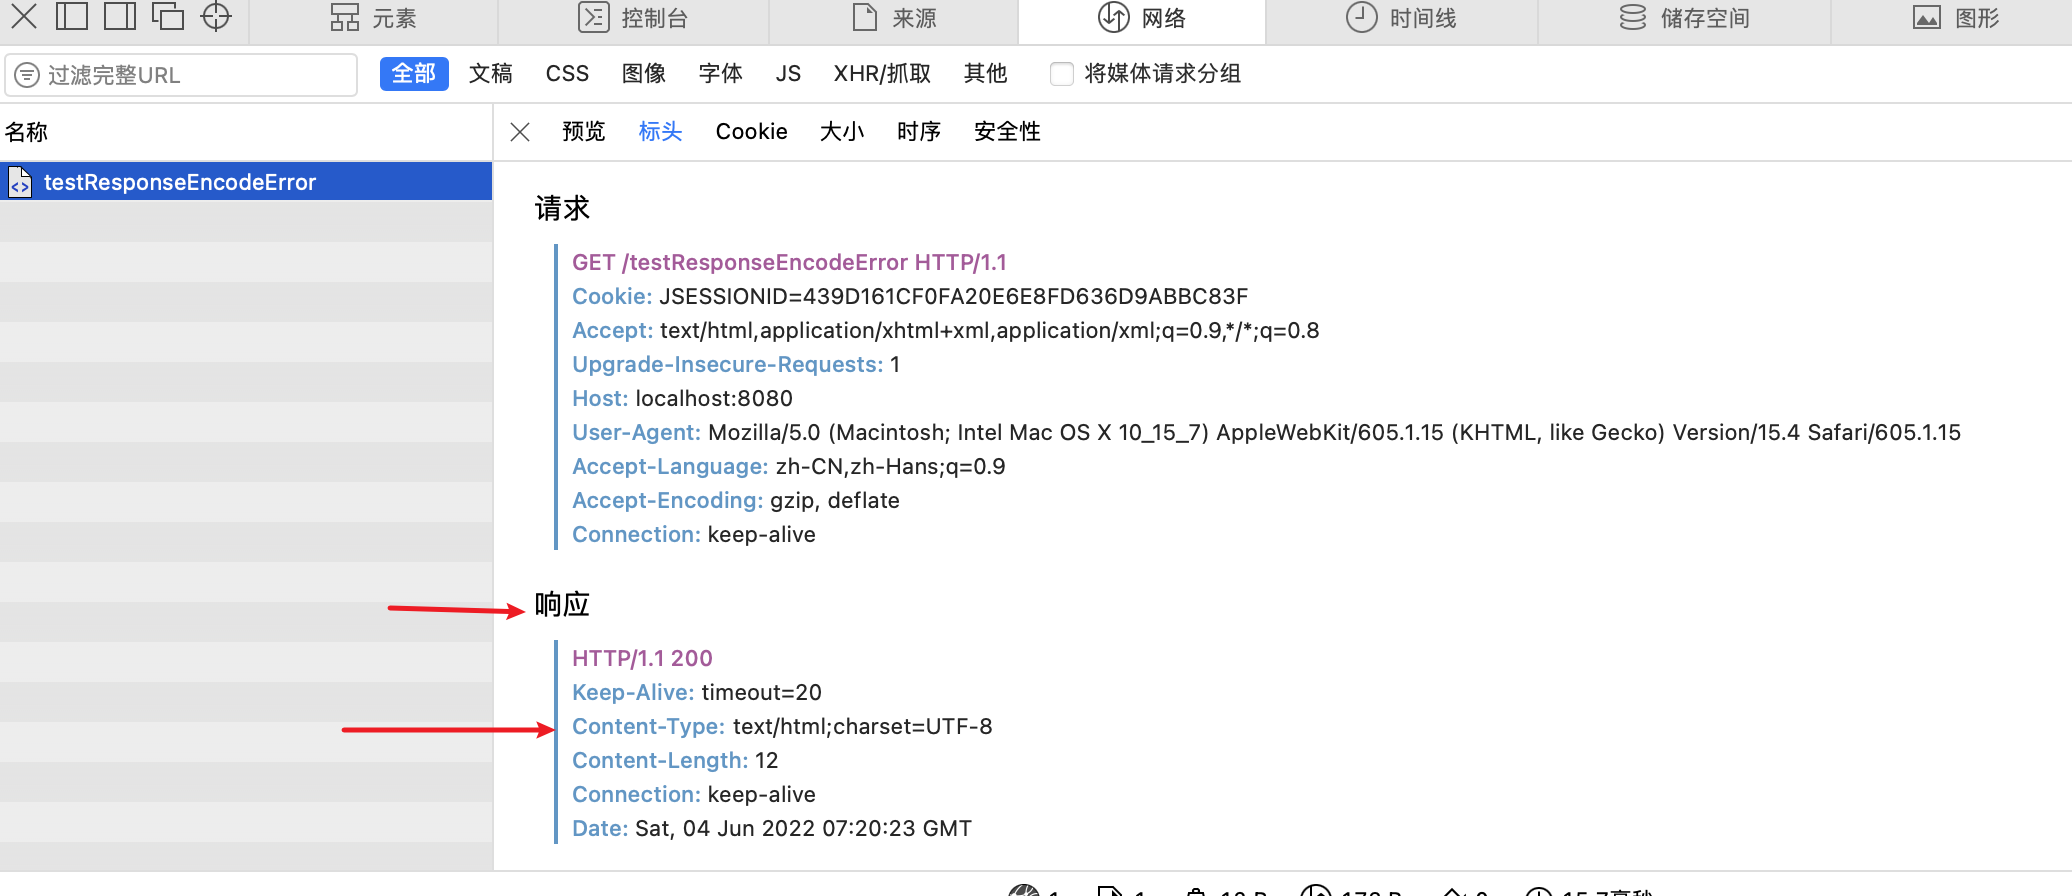 元素 控制台 来源 网络 时间线 储存空间 图形
过滤完整URL 全部 文稿 CSS 图像 字体 JS XHR/抓取 其他 将媒体请求分组
名称 预览 标头 Cookie 大小 时序 安全性
testResponseEncodeError
请求
GET /testResponseEncodeError HTTP/1.1
Cookie: JSESSIONID=439D161CF0FA20E6E8FD636D9ABBC83F
Accept: text/html,application/xhtml+xml,application/xml;q=0.9,*/*;q=0.8
Upgrade-Insecure-Requests: 1
Host: localhost:8080
User-Agent: Mozilla/5.0 (Macintosh; Intel Mac OS X 10_15_7) AppleWebKit/605.1.15 (KHTML, like Gecko) Version/15.4 Safari/605.1.15
Accept-Language: zh-CN,zh-Hans;q=0.9
Accept-Encoding: gzip, deflate
Connection: keep-alive
响应
HTTP/1.1 200
Keep-Alive: timeout=20
Content-Type: text/html;charset=UTF-8
Content-Length: 12
Connection: keep-alive
Date: Sat, 04 Jun 2022 07:20:23 GMT